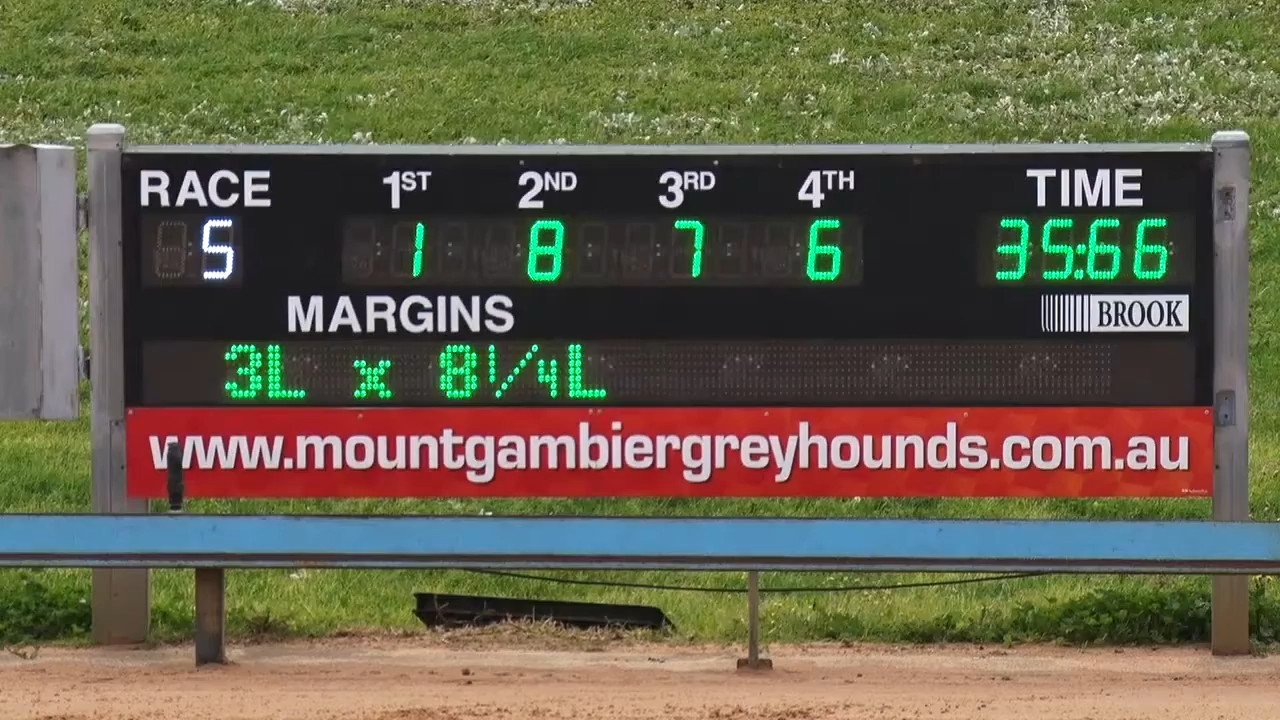 RACE 1ST 2ND 3RD 4TH TIME
5 1 8 7 6 35:66
MARGINS BROOK
3L x 8¼L
www.mountgambiergreyhounds.com.au